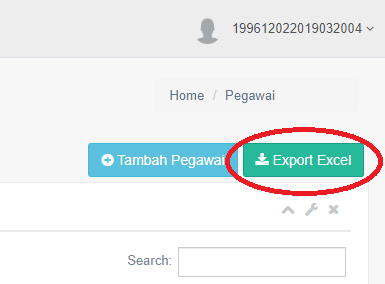 199612022019032004
Home / Pegawai
Tambah Pegawai Export Excel
Search: